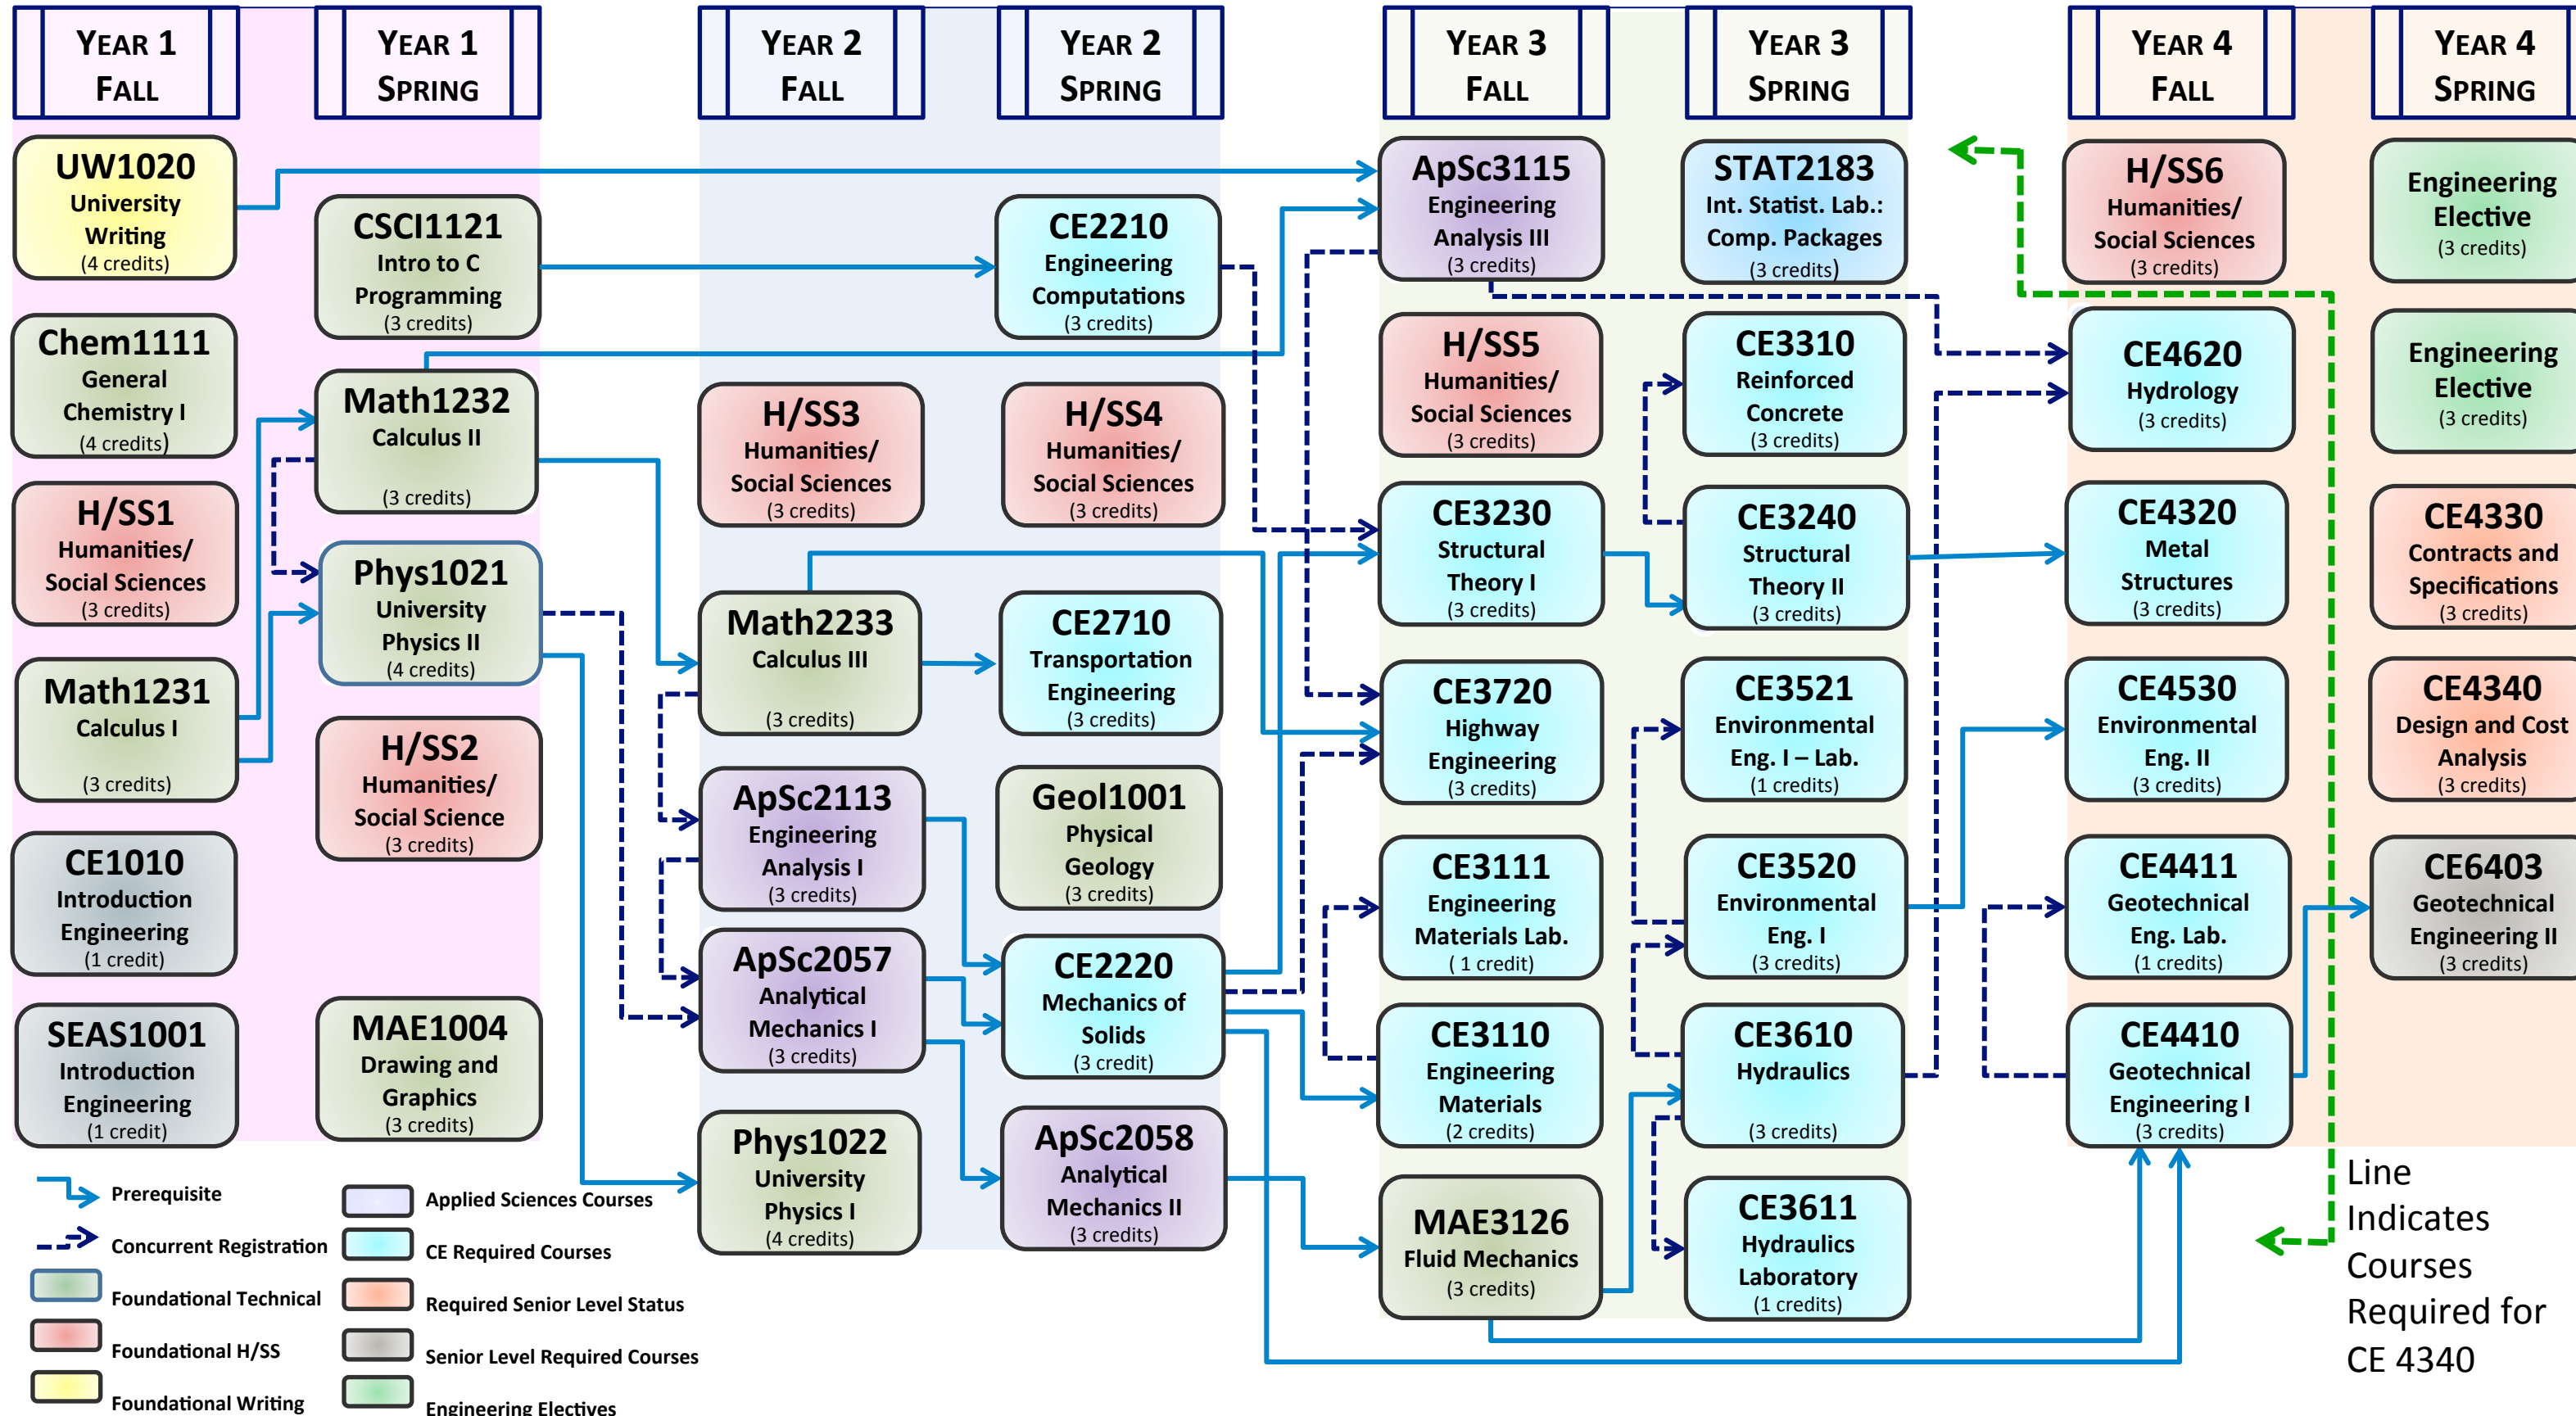 YEAR 1
FALL
YEAR 1
SPRING
YEAR 2
FALL
YEAR 2
SPRING
YEAR 3
FALL
YEAR 3
SPRING
YEAR 4
FALL
YEAR 4
SPRING
UW1020
University
Writing
(4 credits)
Chem1111
General
Chemistry I
(4 credits)
H/SS1
Humanities/
Social Sciences
(3 credits)
Math1231
Calculus I
(3 credits)
CE1010
Introduction
Engineering
(1 credit)
SEAS1001
Introduction
Engineering
(1 credit)
CSCI1121
Intro to C
Programming
(3 credits)
Math1232
Calculus II
(3 credits)
Phys1021
University
Physics II
(4 credits)
H/SS2
Humanities/
Social Science
(3 credits)
MAE1004
Drawing and
Graphics
(3 credits)
H/SS3
Humanities/
Social Sciences
(3 credits)
Math2233
Calculus III
(3 credits)
ApSc2113
Engineering
Analysis I
(3 credits)
ApSc2057
Analytical
Mechanics I
(3 credits)
Phys1022
University
Physics I
(4 credits)
CE2210
Engineering
Computations
(3 credits)
H/SS4
Humanities/
Social Sciences
(3 credits)
CE2710
Transportation
Engineering
(3 credits)
Geol1001
Physical
Geology
(3 credits)
CE2220
Mechanics of
Solids
(3 credit)
ApSc2058
Analytical
Mechanics II
(3 credits)
ApSc3115
Engineering
Analysis III
(3 credits)
H/SS5
Humanities/
Social Sciences
(3 credits)
CE3230
Structural
Theory I
(3 credits)
CE3720
Highway
Engineering
(3 credits)
CE3111
Engineering
Materials Lab.
( 1 credit)
CE3110
Engineering
Materials
(2 credits)
MAE3126
Fluid Mechanics
(3 credits)
STAT2183
Int. Statist. Lab.:
Comp. Packages
(3 credits)
CE3310
Reinforced
Concrete
(3 credits)
CE3240
Structural
Theory II
(3 credits)
CE3521
Environmental
Eng. I – Lab.
(1 credits)
CE3520
Environmental
Eng. I
(3 credits)
CE3610
Hydraulics
(3 credits)
CE3611
Hydraulics
Laboratory
(1 credits)
H/SS6
Humanities/
Social Sciences
(3 credits)
CE4620
Hydrology
(3 credits)
CE4320
Metal
Structures
(3 credits)
CE4530
Environmental
Eng. II
(3 credits)
CE4411
Geotechnical
Eng. Lab.
(1 credits)
CE4410
Geotechnical
Engineering I
(3 credits)
Engineering
Elective
(3 credits)
Engineering
Elective
(3 credits)
CE4330
Contracts and
Specifications
(3 credits)
CE4340
Design and Cost
Analysis
(3 credits)
CE6403
Geotechnical
Engineering II
(3 credits)
Prerequisite
Concurrent Registration
Foundational Technical
Foundational H/SS
Foundational Writing
Applied Sciences Courses
CE Required Courses
Required Senior Level Status
Senior Level Required Courses
Engineering Electives
Line
Indicates
Courses
Required for
CE 4340